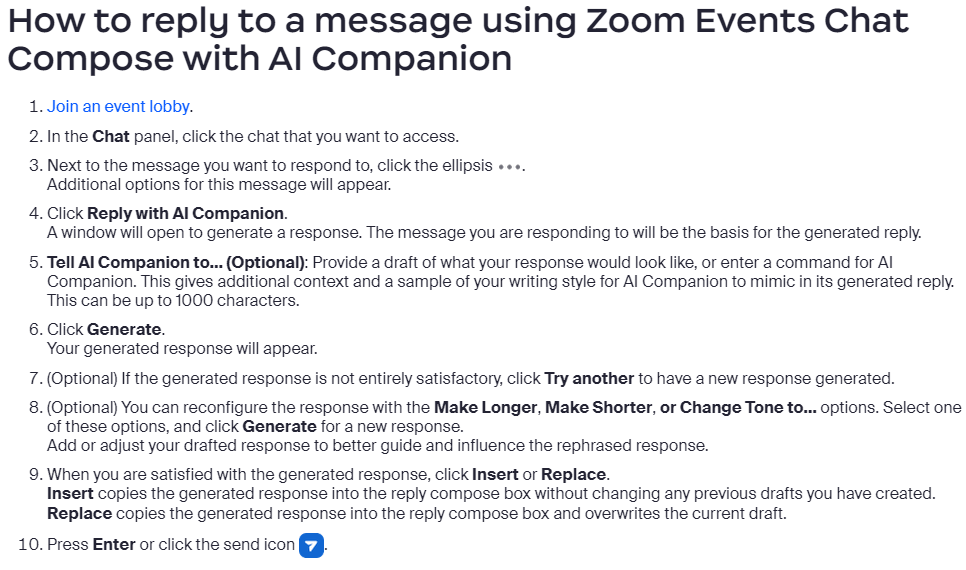 How to reply to a message using Zoom Events Chat
Compose with AI Companion
1. Join an event lobby.
2. In the Chat panel, click the chat that you want to access.
3. Next to the message you want to respond to, click the ellipsis •••.
Additional options for this message will appear.
4. Click Reply with AI Companion.
A window will open to generate a response. The message you are responding to will be the basis for the generated reply.
5. Tell AI Companion to... (Optional): Provide a draft of what your response would look like, or enter a command for AI
Companion. This gives additional context and a sample of your writing style for AI Companion to mimic in its generated reply.
This can be up to 1000 characters.
6. Click Generate.
Your generated response will appear.
7. (Optional) If the generated response is not entirely satisfactory, click Try another to have a new response generated.
8. (Optional) You can reconfigure the response with the Make Longer, Make Shorter, or Change Tone to... options. Select one
of these options, and click Generate for a new response.
Add or adjust your drafted response to better guide and influence the rephrased response.
9. When you are satisfied with the generated response, click Insert or Replace.
Insert copies the generated response into the reply compose box without changing any previous drafts you have created.
Replace copies the generated response into the reply compose box and overwrites the current draft.
10. Press Enter or click the send icon .